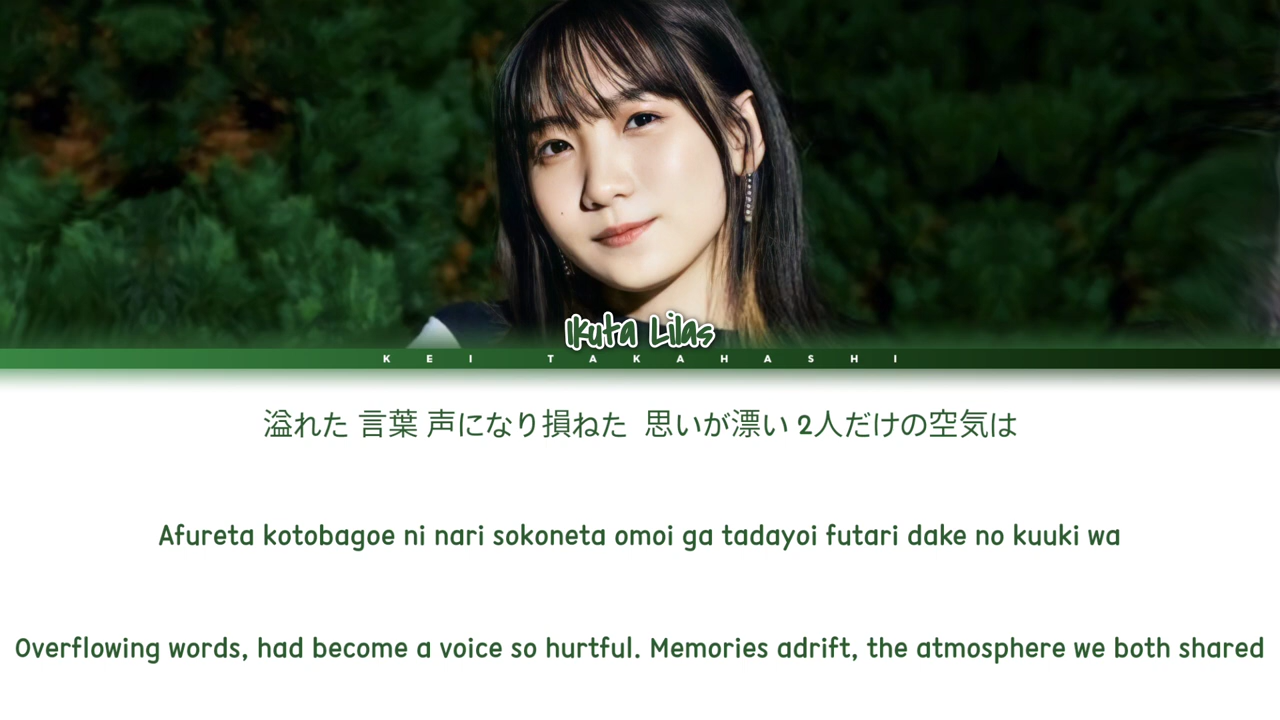 Ikuta Lilas
KEI TAKAHASHI
溢れた 言葉 声になり損ねた 思いが漂い 2人だけの空気は
Afureta kotobagoe ni nari sokoneta omoi ga tadayoi futari dake no kuuki wa
Overflowing words, had become a voice so hurtful. Memories adrift, the atmosphere we both shared